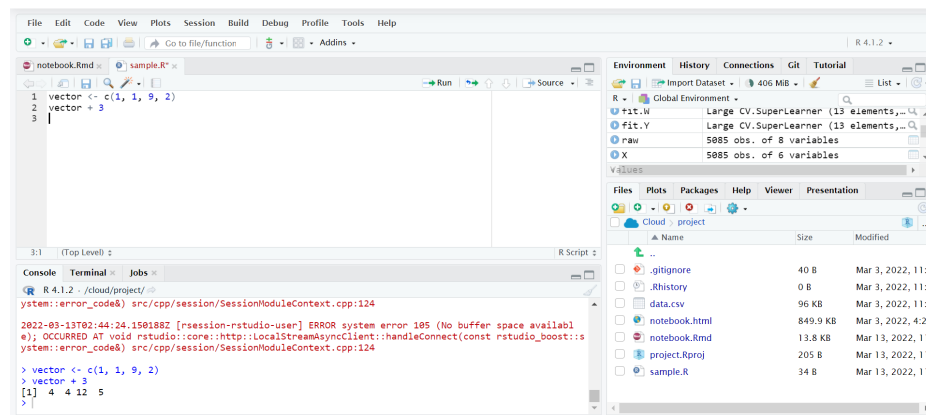 File Edit Code View Plots Session Build Debug Profile Tools Help
Go to file/function Addins R 4.1.2
notebook.Rmd sample.R*
Run Source
1 vector <- c(1, 1, 9, 2)
2 vector + 3
3
3:1 (Top Level) R Script
Console Terminal Jobs
R 4.1.2 · /cloud/project/
ystem::error_code&) src/cpp/session/SessionModuleContext.cpp:124
2022-03-13T02:44:24.150188Z [rsession-rstudio-user] ERROR system error 105 (No buffer space availabl
e); OCCURRED AT void rstudio::core::http::LocalStreamAsyncClient::handleConnect(const rstudio_boost::s
ystem::error_code&) src/cpp/session/SessionModuleContext.cpp:124
> vector <- c(1, 1, 9, 2)
> vector + 3
[1] 4 4 12 5
>
Environment History Connections Git Tutorial
Import Dataset 406 MiB List
R Global Environment
fit.W Large CV.SuperLearner (13 elements,…
fit.Y Large CV.SuperLearner (13 elements,…
raw 5085 obs. of 8 variables
X 5085 obs. of 6 variables
Values
Files Plots Packages Help Viewer Presentation
Cloud project
Name Size Modified
..
.gitignore 40 B Mar 3, 2022, 11:
.Rhistory 0 B Mar 3, 2022, 11:
data.csv 96 KB Mar 3, 2022, 11:
notebook.html 849.9 KB Mar 3, 2022, 4:2
notebook.Rmd 13.8 KB Mar 13, 2022, 1
project.Rproj 205 B Mar 13, 2022, 1
sample.R 34 B Mar 13, 2022, 1